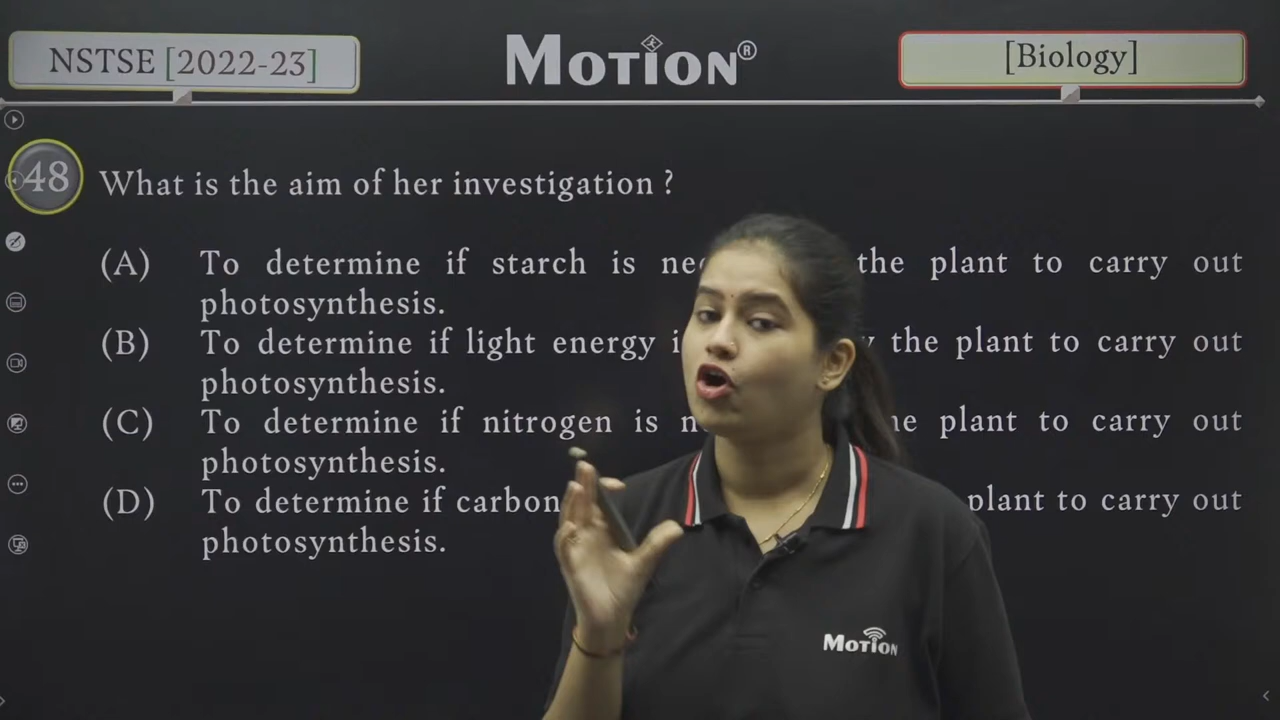 NSTSE [2022-23]
MOTION®
[Biology]
48 What is the aim of her investigation ?
(A) To determine if starch is the plant to carry out
photosynthesis.
(B) To determine if light energy the plant to carry out
photosynthesis.
(C) To determine if nitrogen is plant to carry out
photosynthesis.
(D) To determine if carbon plant to carry out
photosynthesis.
MOTION